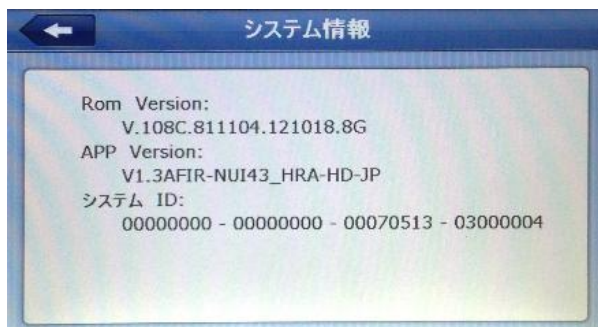 システム情報
Rom Version:
V.108C.811104.121018.8G
APP Version:
V1.3AFIR-NUI43_HRA-HD-JP
システム ID:
00000000 - 00000000 - 00070513 - 03000004